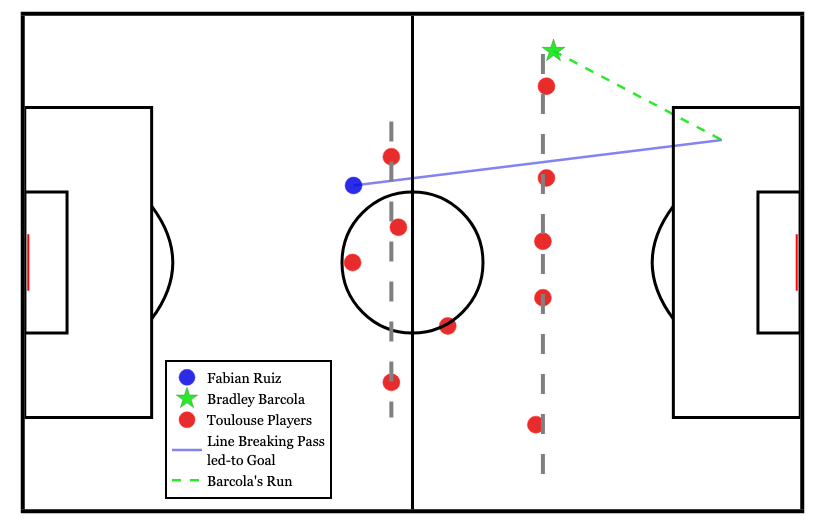 Fabian Ruiz
Bradley Barcola
Toulouse Players
Line Breaking Pass
led-to Goal
Barcola's Run